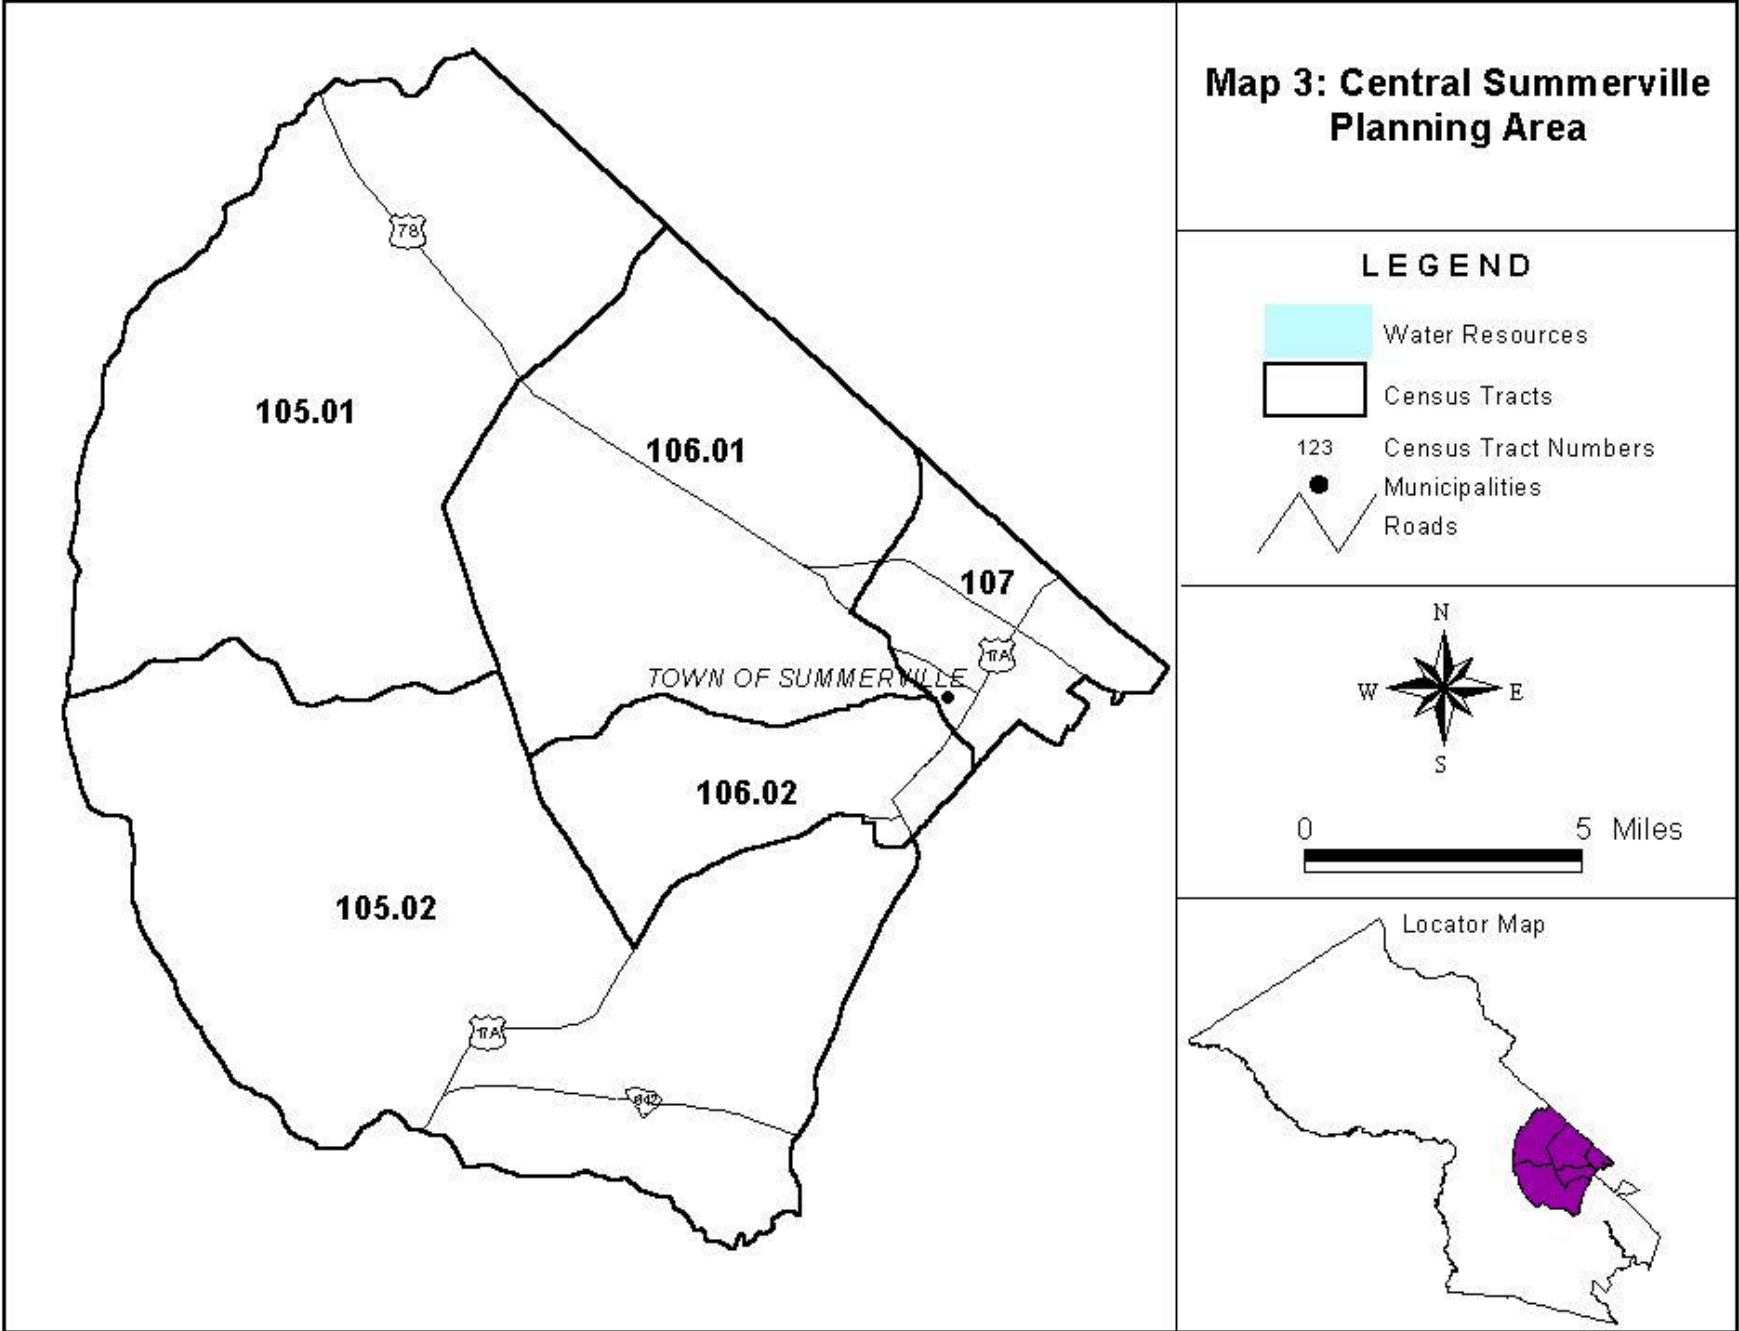 Map 3: Central Summerville
Planning Area
LEGEND
Water Resources
Census Tracts
123 Census Tract Numbers
Municipalities
Roads
N
W E
S
0 5 Miles
Locator Map
78
105.01
106.01
107
17A
TOWN OF SUMMERVILLE
106.02
105.02
17A
642